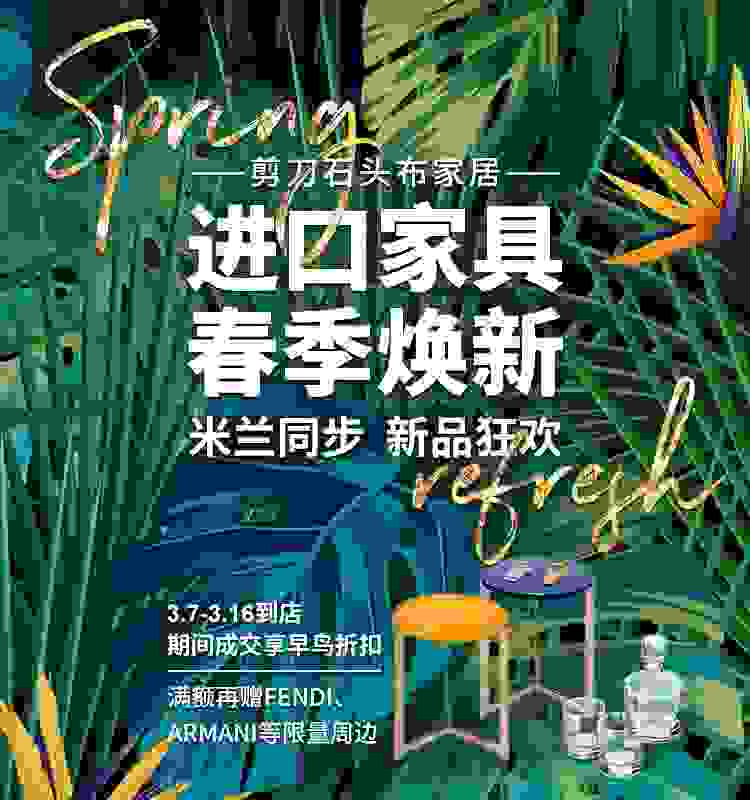 Spring
剪刀石头布家居
进口家具
春季焕新
米兰同步 新品狂欢
refresh
3.7-3.16到店
期间成交享早鸟折扣
满额再赠FENDI、
ARMANI等限量周边